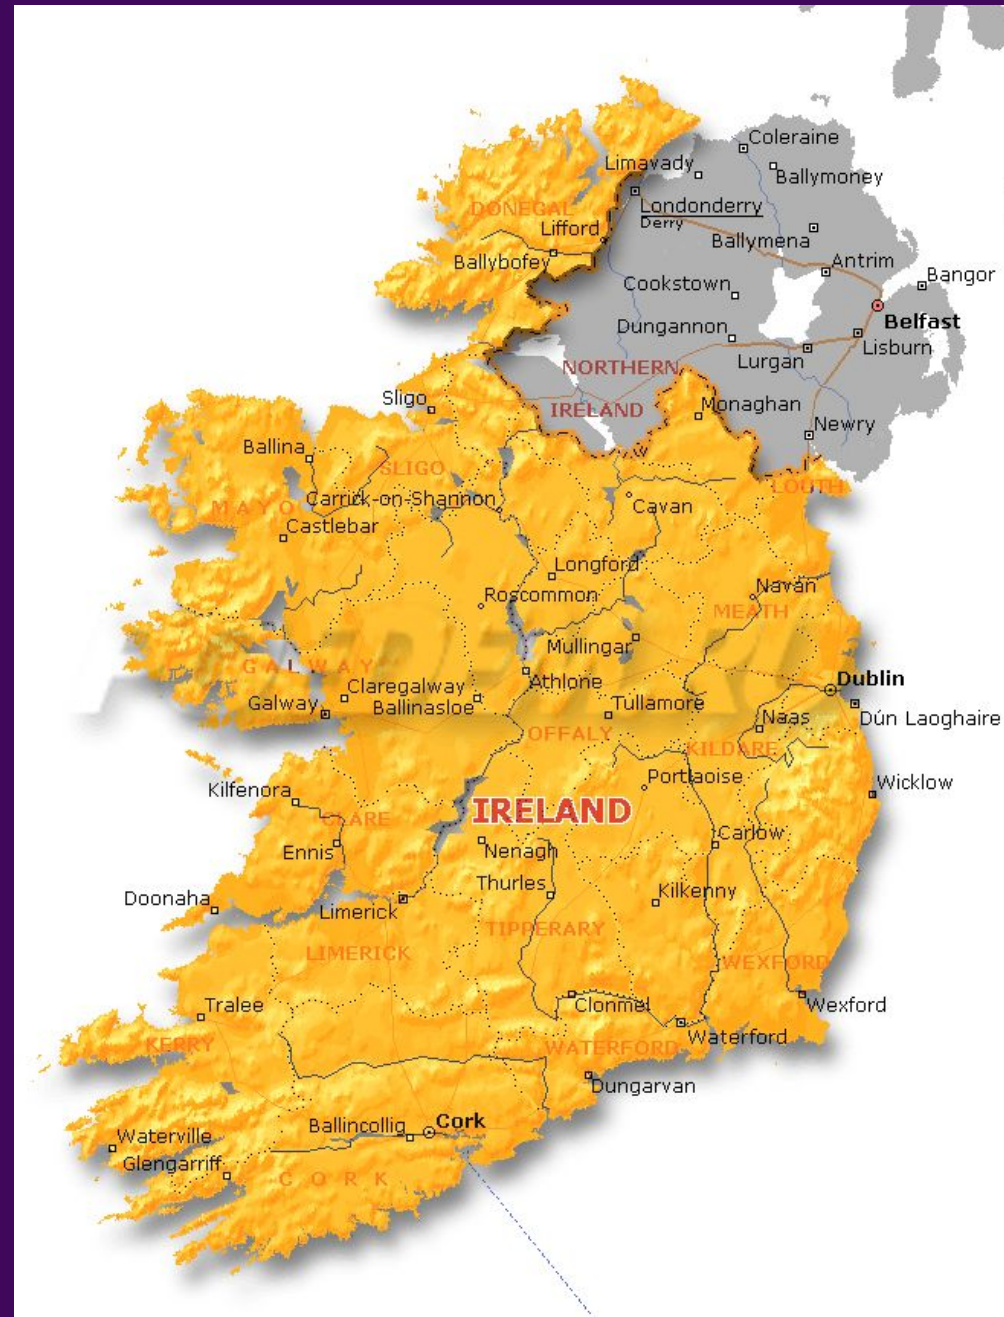 Coleraine
Limavady
Ballymoney
DONEGAL
Londonderry
Derry
Lifford
Ballymena
Ballybofey
Antrim
Bangor
Cookstown
Belfast
Dungannon
Lisburn
Lurgan
NORTHERN
IRELAND
Sligo
Monaghan
Newry
Ballina
SLIGO
LOUTH
MAYO
Carrick-on-Shannon
Cavan
Castlebar
Longford
Roscommon
Navan
MEATH
Mullingar
GALWAY
Athlone
Dublin
Claregalway
Galway
Ballinasloe
Tullamore
Naas
Dún Laoghaire
OFFALY
KILDARE
Portlaoise
Wicklow
Kilfenora
IRELAND
CLARE
Carlow
Ennis
Nenagh
Thurles
Kilkenny
Doonaha
Limerick
TIPPERARY
LIMERICK
WEXFORD
Tralee
Clonmel
Wexford
Waterford
KERRY
WATERFORD
Dungarvan
Ballincollig
Cork
Waterville
Glengarriff
CORK